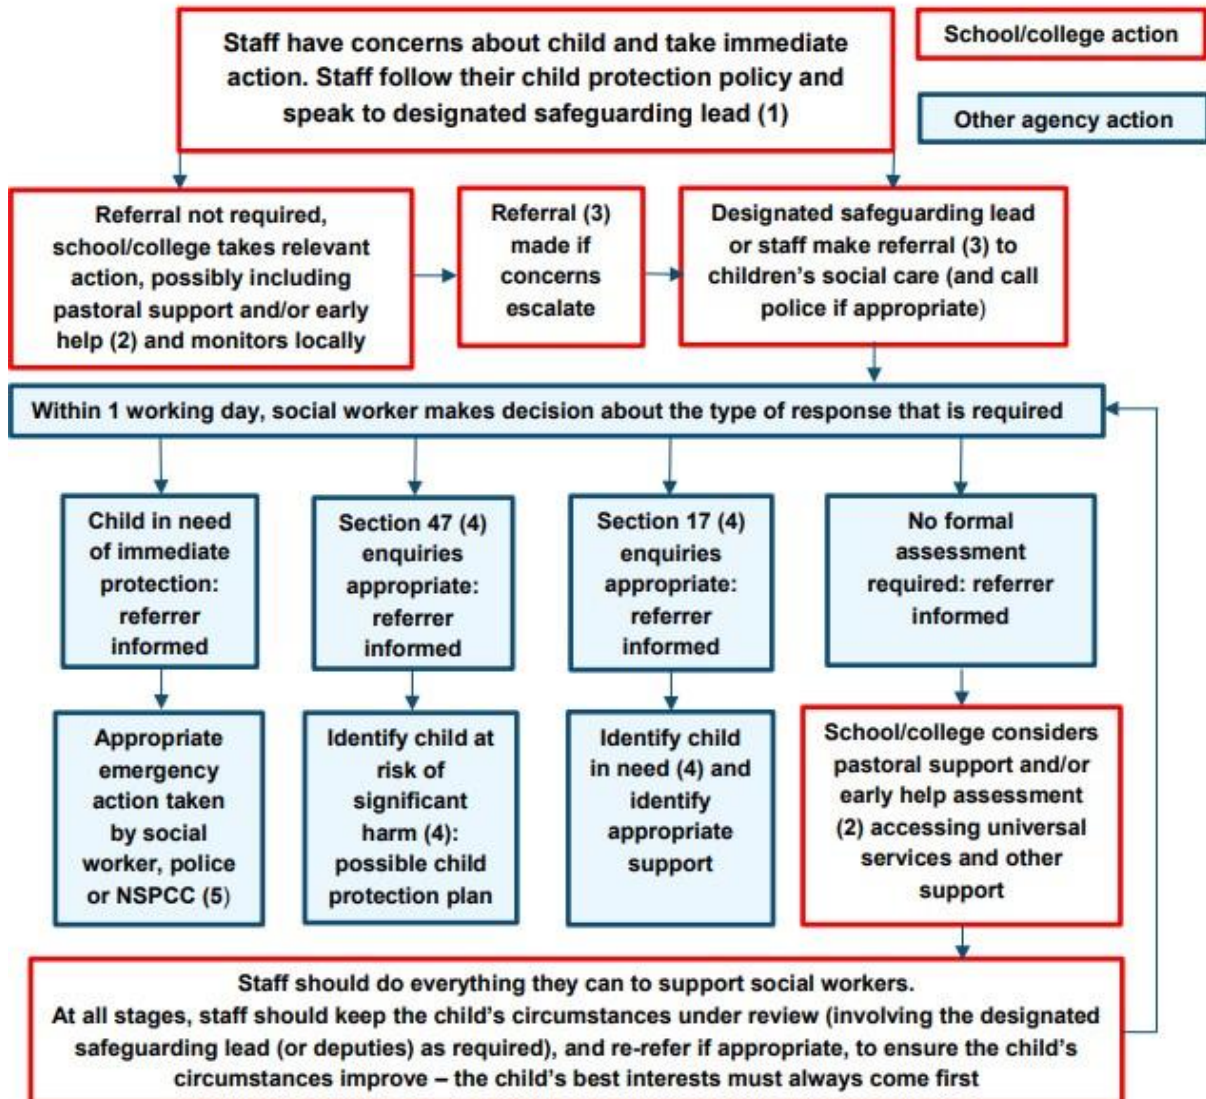 Staff have concerns about child and take immediate
action. Staff follow their child protection policy and
speak to designated safeguarding lead (1)
School/college action
Other agency action
Referral not required,
school/college takes relevant
action, possibly including
pastoral support and/or early
help (2) and monitors locally
Referral (3)
made if
concerns
escalate
Designated safeguarding lead
or staff make referral (3) to
children's social care (and call
police if appropriate)
Within 1 working day, social worker makes decision about the type of response that is required
Child in need
of immediate
protection:
referrer
informed
Section 47 (4)
enquiries
appropriate:
referrer
informed
Section 17 (4)
enquiries
appropriate:
referrer
informed
No formal
assessment
required: referrer
informed
Appropriate
emergency
action taken
by social
worker, police
or NSPCC (5)
Identify child at
risk of
significant
harm (4):
possible child
protection plan
Identify child
in need (4) and
identify
appropriate
support
School/college considers
pastoral support and/or
early help assessment
(2) accessing universal
services and other
support
Staff should do everything they can to support social workers.
At all stages, staff should keep the child's circumstances under review (involving the designated
safeguarding lead (or deputies) as required), and re-refer if appropriate, to ensure the child's
circumstances improve – the child's best interests must always come first